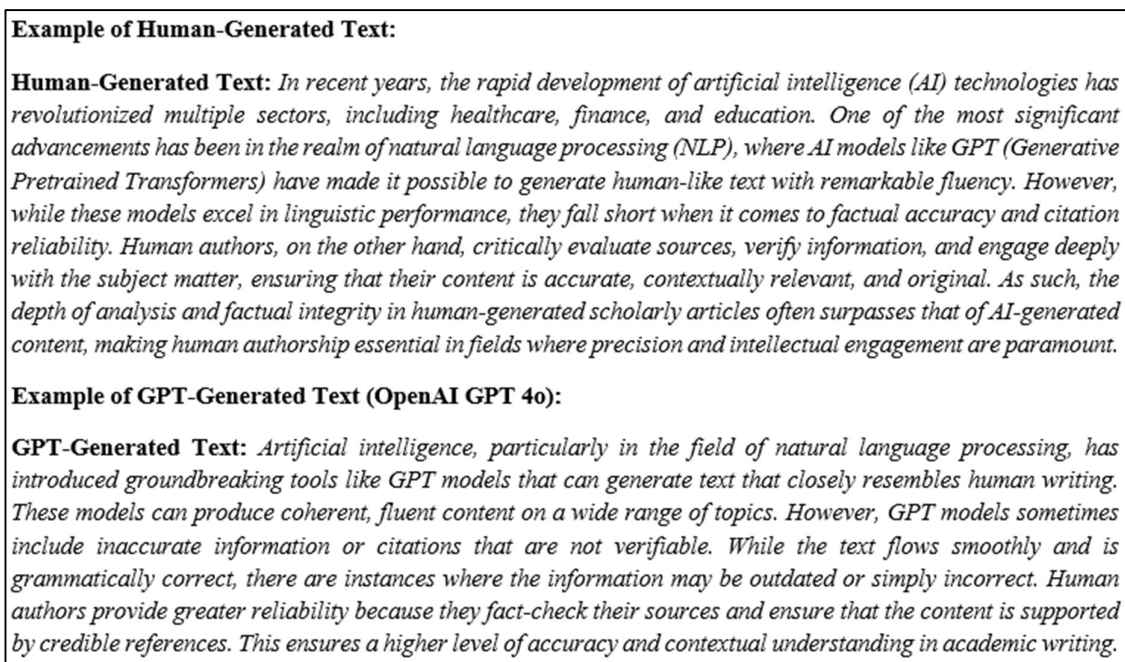 Example of Human-Generated Text:
Human-Generated Text: In recent years, the rapid development of artificial intelligence (AI) technologies has
revolutionized multiple sectors, including healthcare, finance, and education. One of the most significant
advancements has been in the realm of natural language processing (NLP), where AI models like GPT (Generative
Pretrained Transformers) have made it possible to generate human-like text with remarkable fluency. However,
while these models excel in linguistic performance, they fall short when it comes to factual accuracy and citation
reliability. Human authors, on the other hand, critically evaluate sources, verify information, and engage deeply
with the subject matter, ensuring that their content is accurate, contextually relevant, and original. As such, the
depth of analysis and factual integrity in human-generated scholarly articles often surpasses that of AI-generated
content, making human authorship essential in fields where precision and intellectual engagement are paramount.
Example of GPT-Generated Text (OpenAI GPT 4o):
GPT-Generated Text: Artificial intelligence, particularly in the field of natural language processing, has
introduced groundbreaking tools like GPT models that can generate text that closely resembles human writing.
These models can produce coherent, fluent content on a wide range of topics. However, GPT models sometimes
include inaccurate information or citations that are not verifiable. While the text flows smoothly and is
grammatically correct, there are instances where the information may be outdated or simply incorrect. Human
authors provide greater reliability because they fact-check their sources and ensure that the content is supported
by credible references. This ensures a higher level of accuracy and contextual understanding in academic writing.